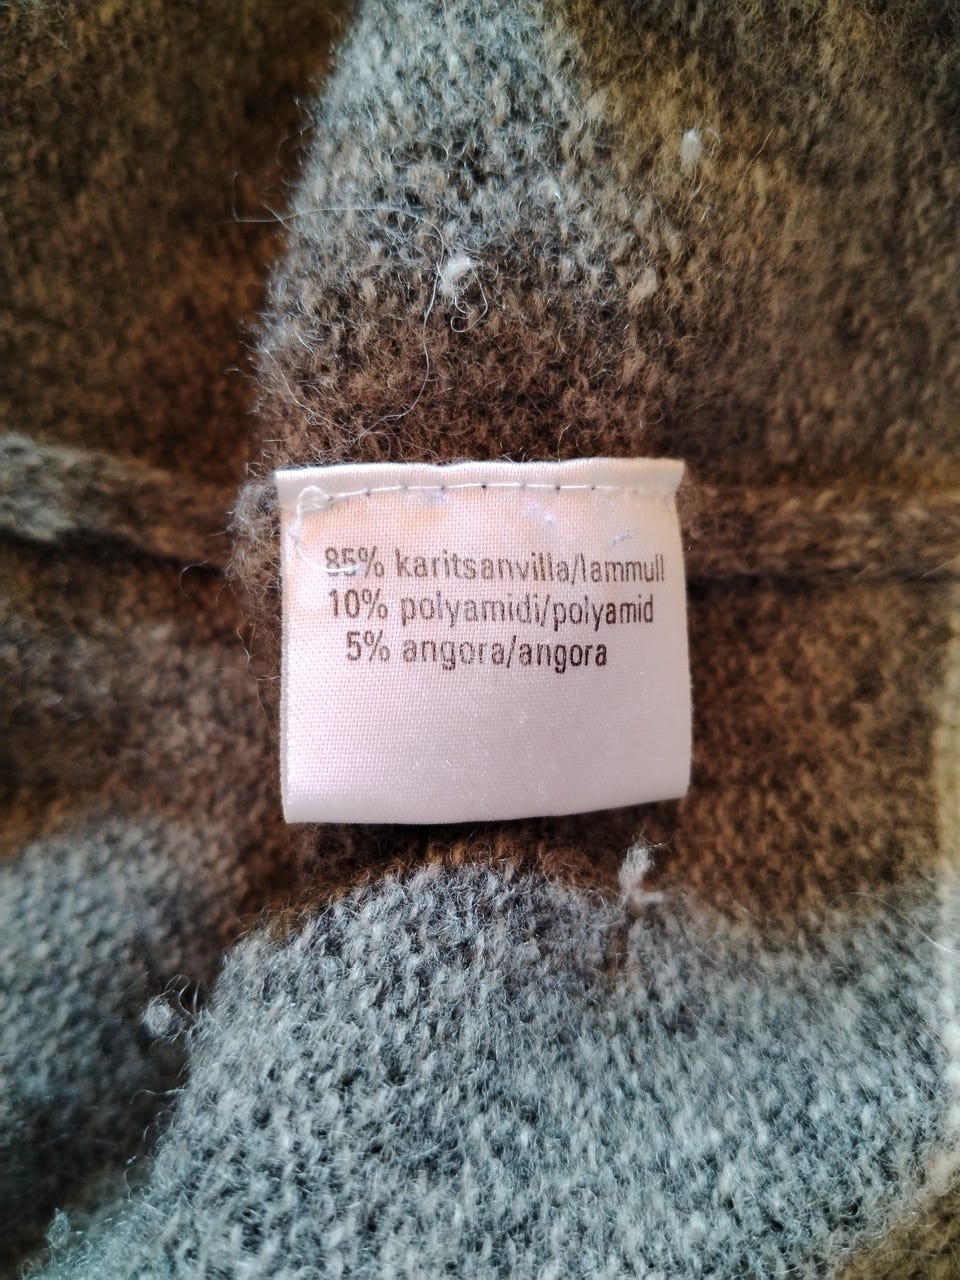 85% karitsanvilla/lammull
10% polyamidi/polyamid
5% angora/angora